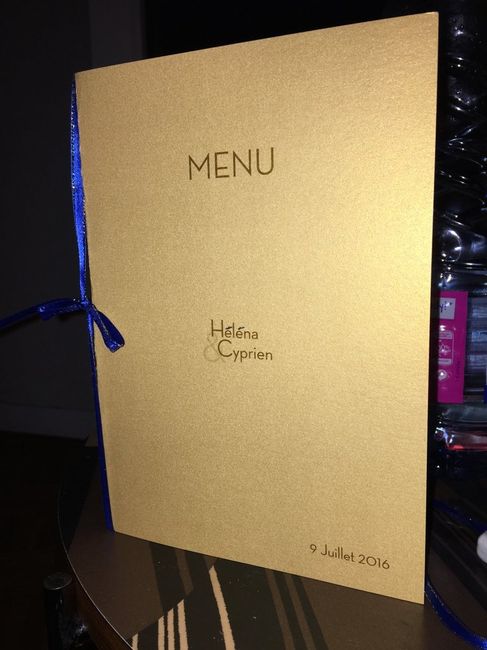 MENU
Héléna
& Cyprien
9 Juillet 2016